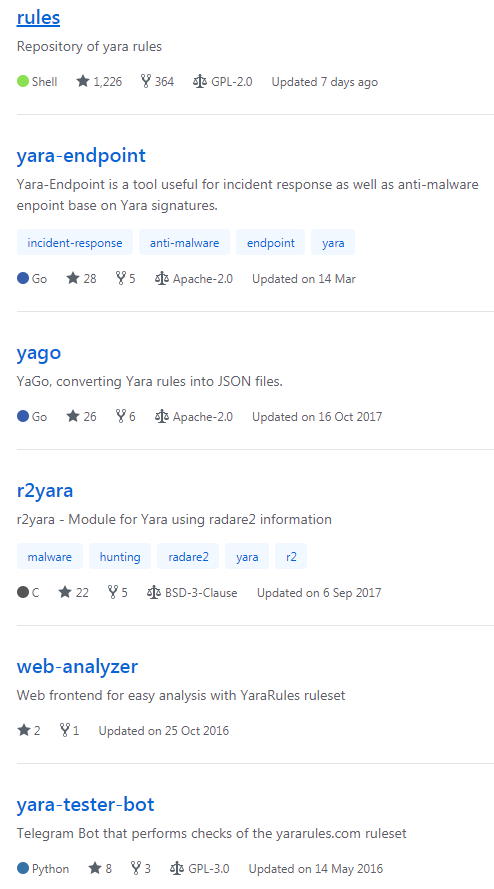 rules
Repository of yara rules
Shell 1,226 364 GPL-2.0 Updated 7 days ago
yara-endpoint
Yara-Endpoint is a tool useful for incident response as well as anti-malware
enpoint base on Yara signatures.
incident-response anti-malware endpoint yara
Go 28 5 Apache-2.0 Updated on 14 Mar
yago
YaGo, converting Yara rules into JSON files.
Go 26 6 Apache-2.0 Updated on 16 Oct 2017
r2yara
r2yara - Module for Yara using radare2 information
malware hunting radare2 yara r2
C 22 5 BSD-3-Clause Updated on 6 Sep 2017
web-analyzer
Web frontend for easy analysis with YaraRules ruleset
2 1 Updated on 25 Oct 2016
yara-tester-bot
Telegram Bot that performs checks of the yararules.com ruleset
Python 8 3 GPL-3.0 Updated on 14 May 2016